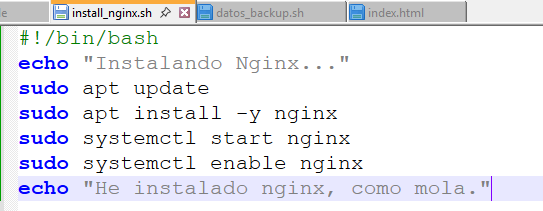 le
install_nginx.sh
datos_backup.sh
index.html
#!/bin/bash
echo "Instalando Nginx..."
sudo apt update
sudo apt install -y nginx
sudo systemctl start nginx
sudo systemctl enable nginx
echo "He instalado nginx, como mola."